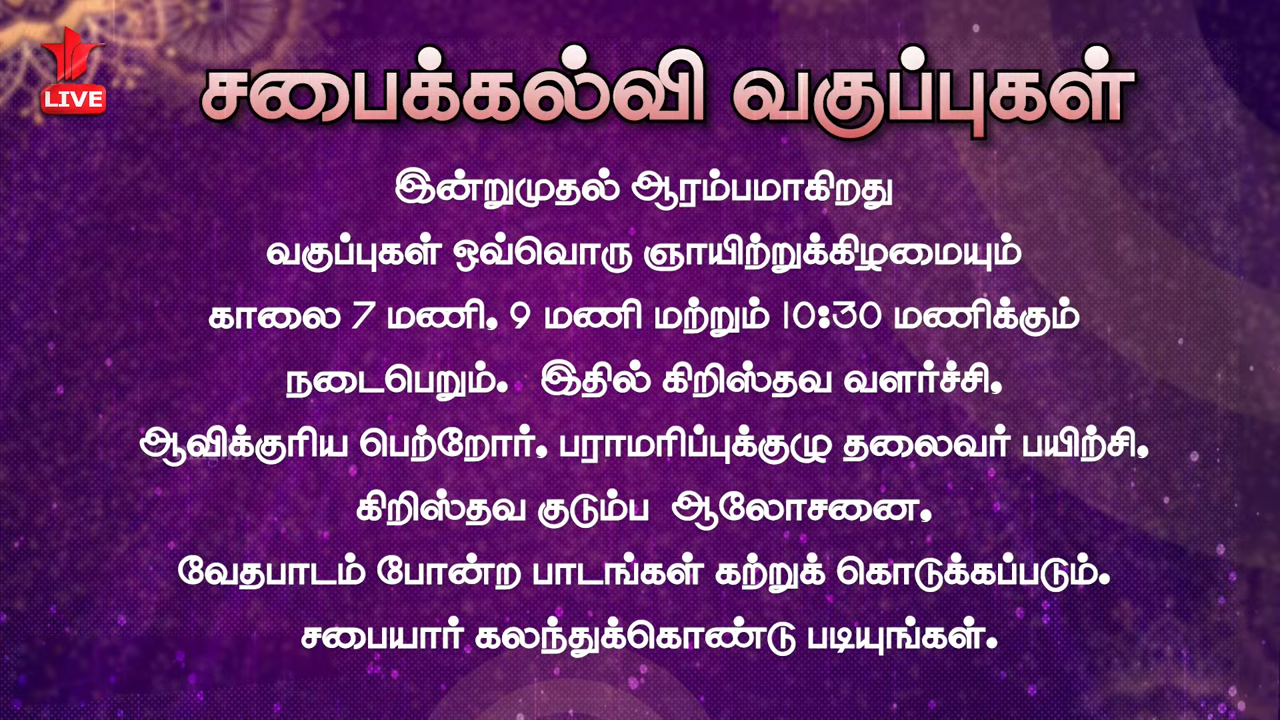 LIVE
சபைக்கல்வி வகுப்புகள்
இன்றுமுதல் ஆரம்பமாகிறது
வகுப்புகள் ஒவ்வொரு ஞாயிற்றுக்கிழமையும்
காலை 7 மணி, 9 மணி மற்றும் 10:30 மணிக்கும்
நடைபெறும். இதில் கிறிஸ்தவ வளர்ச்சி,
ஆவிக்குரிய பெற்றோர், பராமரிப்புக்குழு தலைவர் பயிற்சி,
கிறிஸ்தவ குடும்ப ஆலோசனை,
வேதபாடம் போன்ற பாடங்கள் கற்றுக் கொடுக்கப்படும்.
சபையார் கலந்துக்கொண்டு படியுங்கள்.